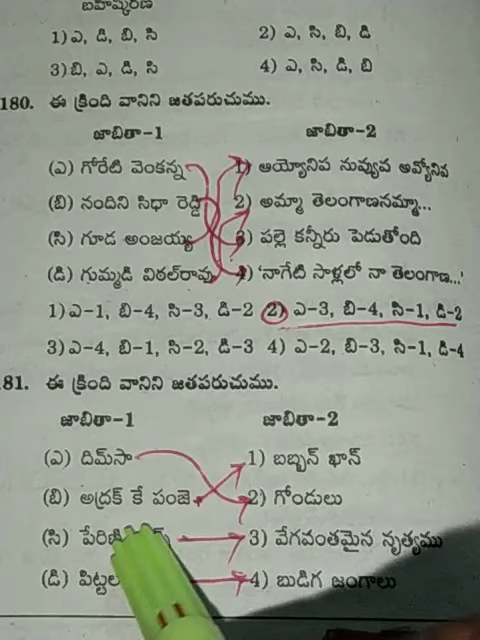 బహిష్కరణ
1) ఎ, డి, బి, సి 2) ఎ, సి, బి, డి
3) బి, ఎ, డి, సి 4) ఎ, సి, డి, బి
180. ఈ క్రింది వానిని జతపరుచుము.
జాబితా-1 జాబితా-2
(ఎ) గోరేటి వెంకన్న 1) ఆయ్యోనివ నువ్వువ అవ్యోనివ
(బి) నందిని సిధా రెడ్డి 2) అమ్మా తెలంగాణనమ్మా...
(సి) గూడ అంజయ్య 3) పల్లె కన్నీరు పెడుతోంది
(డి) గుమ్మడి విఠల్‌రావు 4) 'నాగేటి సాళ్లలో నా తెలంగాణ...'
1) ఎ-1, బి-4, సి-3, డి-2 2) ఎ-3, బి-4, సి-1, డి-2
3) ఎ-4, బి-1, సి-2, డి-3 4) ఎ-2, బి-3, సి-1, డి-4
81. ఈ క్రింది వానిని జతపరుచుము.
జాబితా-1 జాబితా-2
(ఎ) దిమ్‌సా 1) బబ్బన్ ఖాన్
(బి) అద్రక్ కే పంజె 2) గోండులు
(సి) 3) వేగవంతమైన నృత్యము
(డి) 4) బుడిగ జంగాలు